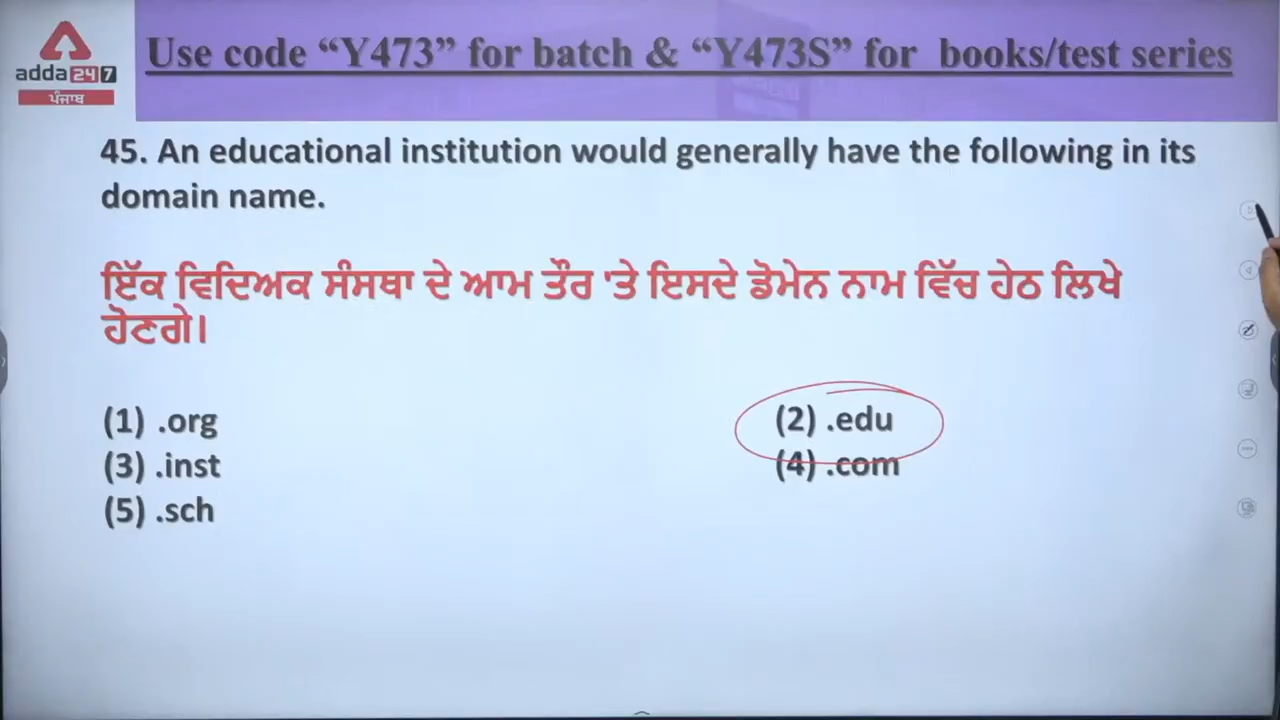 adda247
ਪੰਜਾਬ
Use code “Y473” for batch & “Y473S” for books/test series
45. An educational institution would generally have the following in its
domain name.
ਇੱਕ ਵਿਦਿਅਕ ਸੰਸਥਾ ਦੇ ਆਮ ਤੌਰ 'ਤੇ ਇਸਦੇ ਡੋਮੇਨ ਨਾਮ ਵਿੱਚ ਹੇਠ ਲਿਖੇ
ਹੋਣਗੇ।
(1) .org (2) .edu
(3) .inst (4) .com
(5) .sch